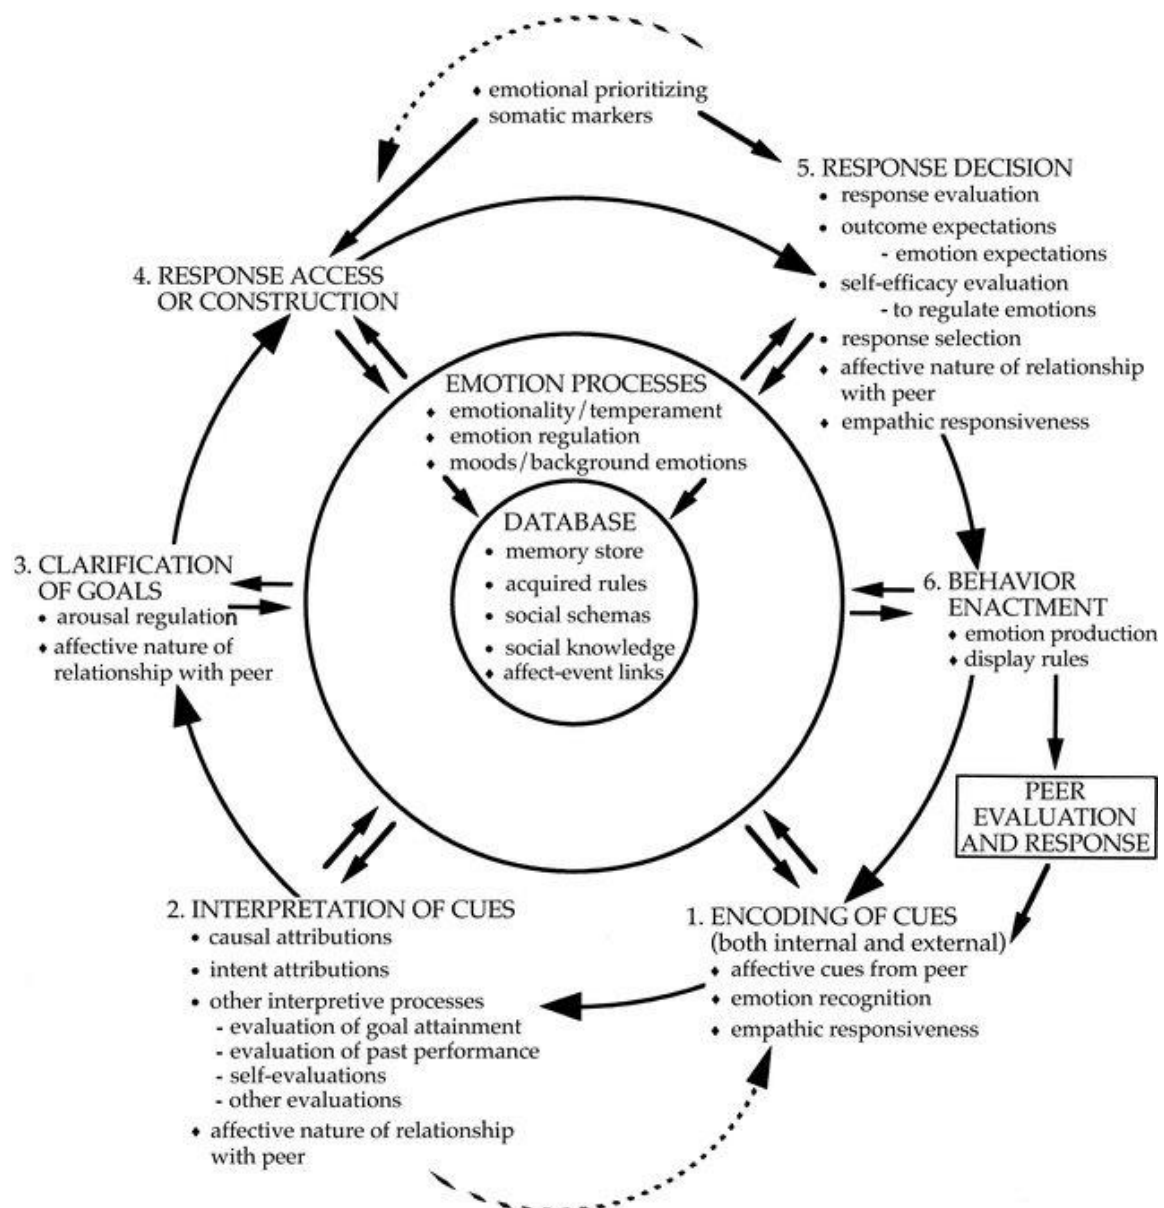 ♦ emotional prioritizing
somatic markers
5. RESPONSE DECISION
• response evaluation
• outcome expectations
- emotion expectations
• self-efficacy evaluation
- to regulate emotions
• response selection
♦ affective nature of relationship
with peer
♦ empathic responsiveness
4. RESPONSE ACCESS
OR CONSTRUCTION
EMOTION PROCESSES
♦ emotionality/temperament
♦ emotion regulation
♦ moods/background emotions
DATABASE
• memory store
• acquired rules
• social schemas
• social knowledge
♦ affect-event links
3. CLARIFICATION
OF GOALS
• arousal regulation
♦ affective nature of
relationship with peer
6. BEHAVIOR
ENACTMENT
♦ emotion production
♦ display rules
PEER
EVALUATION
AND RESPONSE
2. INTERPRETATION OF CUES
• causal attributions
• intent attributions
• other interpretive processes
- evaluation of goal attainment
- evaluation of past performance
- self-evaluations
- other evaluations
♦ affective nature of relationship
with peer
1. ENCODING OF CUES
(both internal and external)
♦ affective cues from peer
♦ emotion recognition
♦ empathic responsiveness